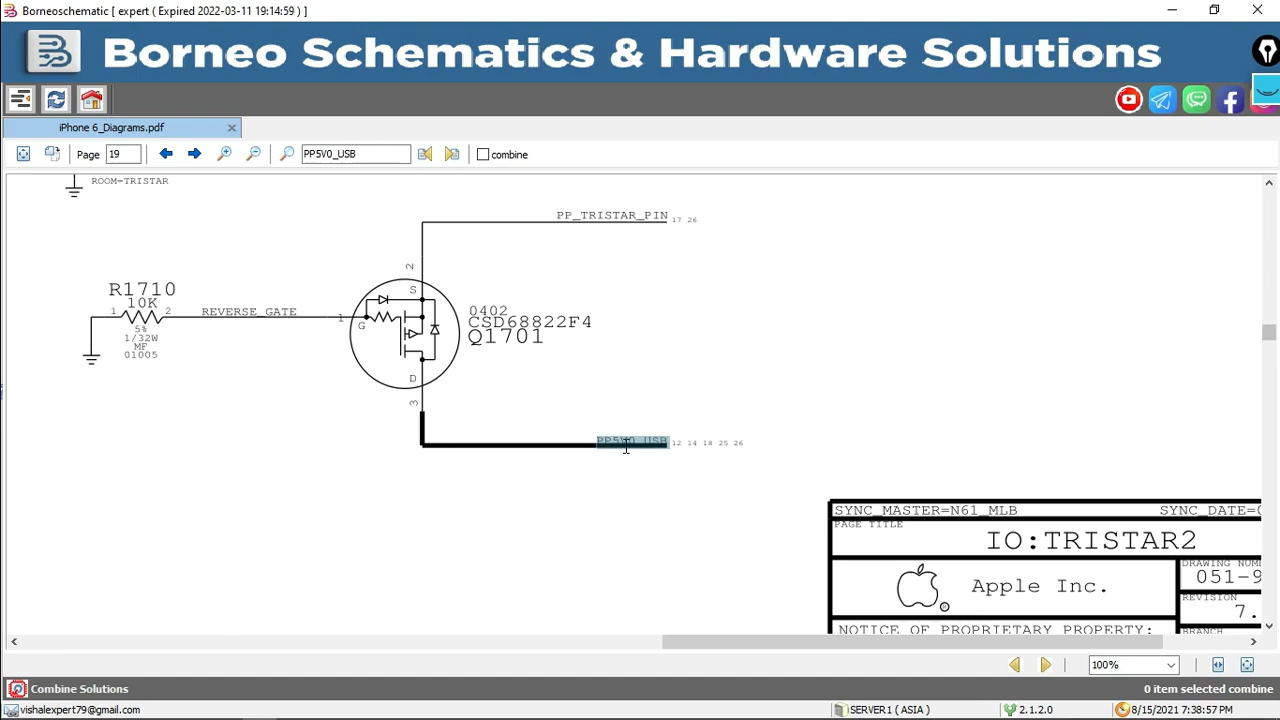 Borneoschematic [ expert ( Expired 2022-03-11 19:14:59 ) ]
Borneo Schematics & Hardware Solutions
iPhone 6_Diagrams.pdf
Page 19 PP5V0_USB combine
ROOM=TRISTAR
PP_TRISTAR_PIN 17 26
2
S
R1710
10K
1 2
REVERSE_GATE
1
G
5%
1/32W
MF
01005
0402
CSD68822F4
Q1701
D
3
PP5V0_USB 12 14 18 25 26
SYNC_MASTER=N61_MLB SYNC_DATE=
PAGE TITLE
IO:TRISTAR2
DRAWING NUM
051-9
Apple Inc.
R
REVISION
7.
NOTICE OF PROPRIETARY PROPERTY:
BRANCH
100%
Combine Solutions 0 item selected combine
vishalexpert79@gmail.com SERVER1 ( ASIA ) 2.1.2.0 8/15/2021 7:38:57 PM